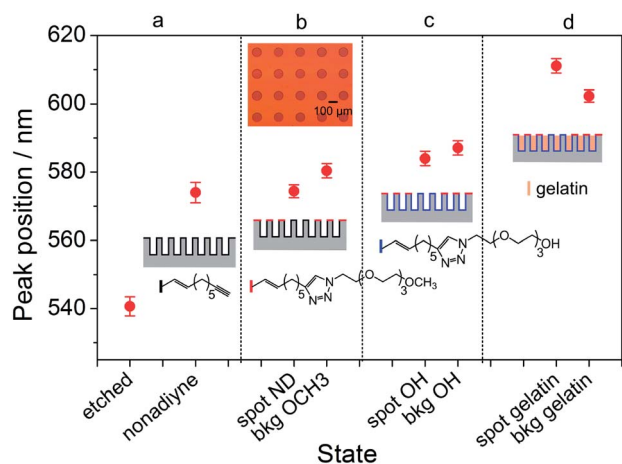 a b c d
620
600
580
560
540
Peak position / nm
100 μm
gelatin
5
5 N N=N O 3 OCH3
5 N N=N O 3 OH
etched
nonadiyne
spot ND
bkg OCH3
spot OH
bkg OH
spot gelatin
bkg gelatin
State